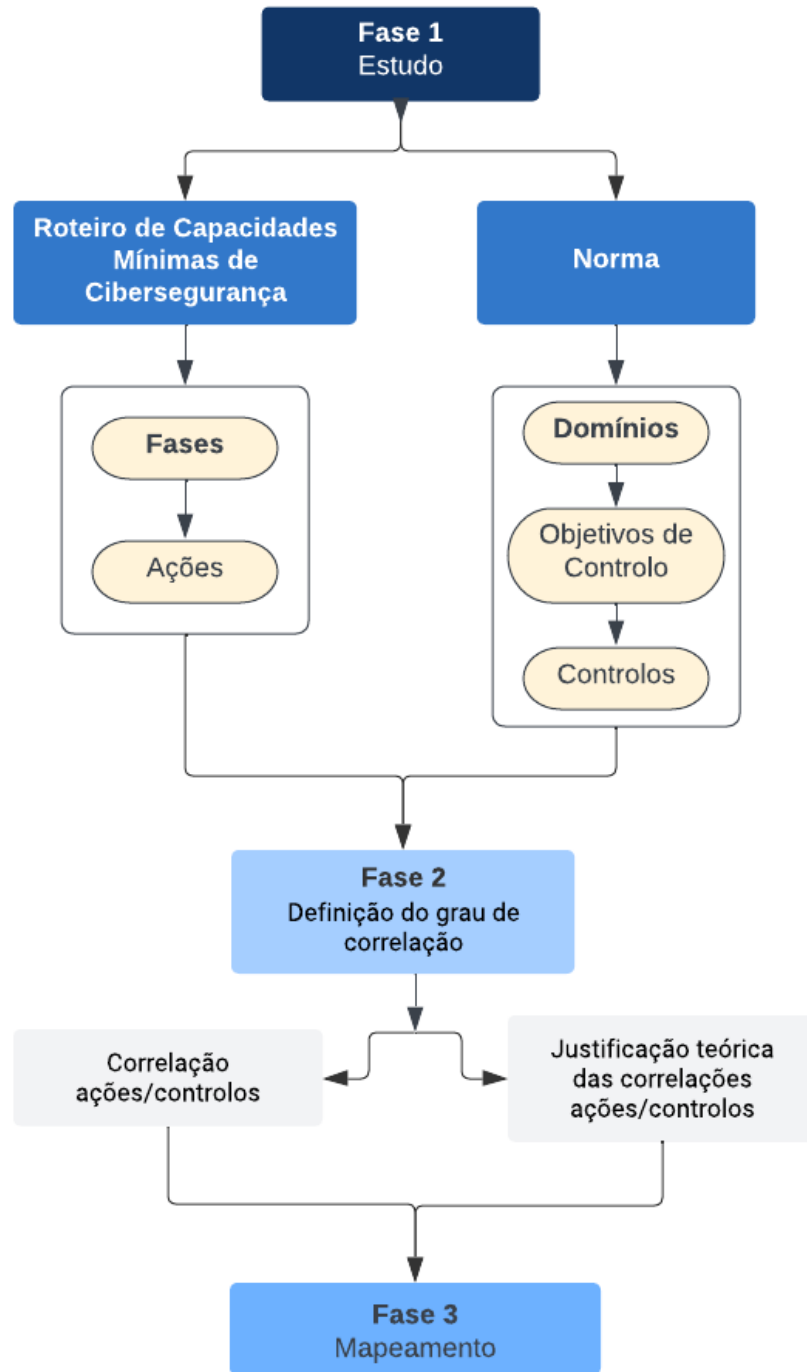 Fase 1
Estudo
Roteiro de Capacidades
Mínimas de
Cibersegurança
Norma
Fases
Ações
Domínios
Objetivos de
Controlo
Controlos
Fase 2
Definição do grau de
correlação
Correlação
ações/controlos
Justificação teórica
das correlações
ações/controlos
Fase 3
Mapeamento